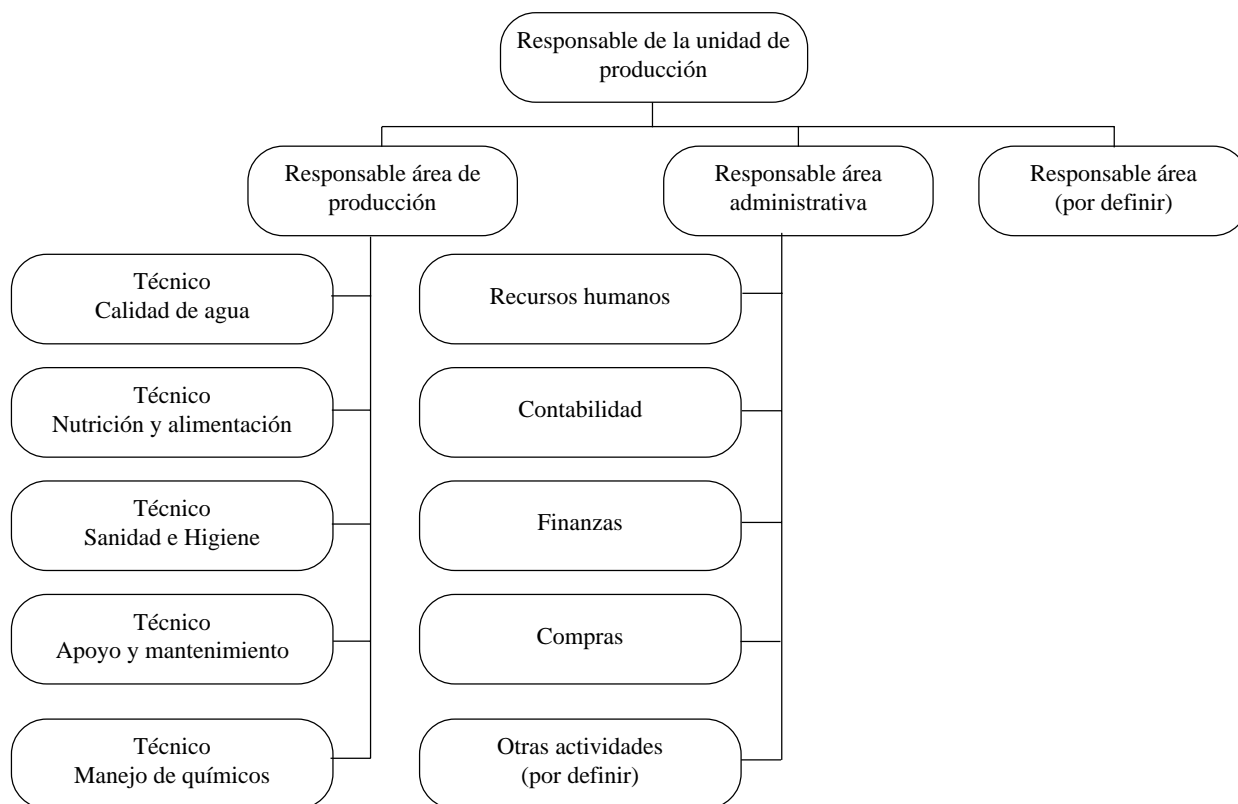 Responsable de la unidad de
producción
Responsable área de
producción
Responsable área
administrativa
Responsable área
(por definir)
Técnico
Calidad de agua
Técnico
Nutrición y alimentación
Técnico
Sanidad e Higiene
Técnico
Apoyo y mantenimiento
Técnico
Manejo de químicos
Recursos humanos
Contabilidad
Finanzas
Compras
Otras actividades
(por definir)